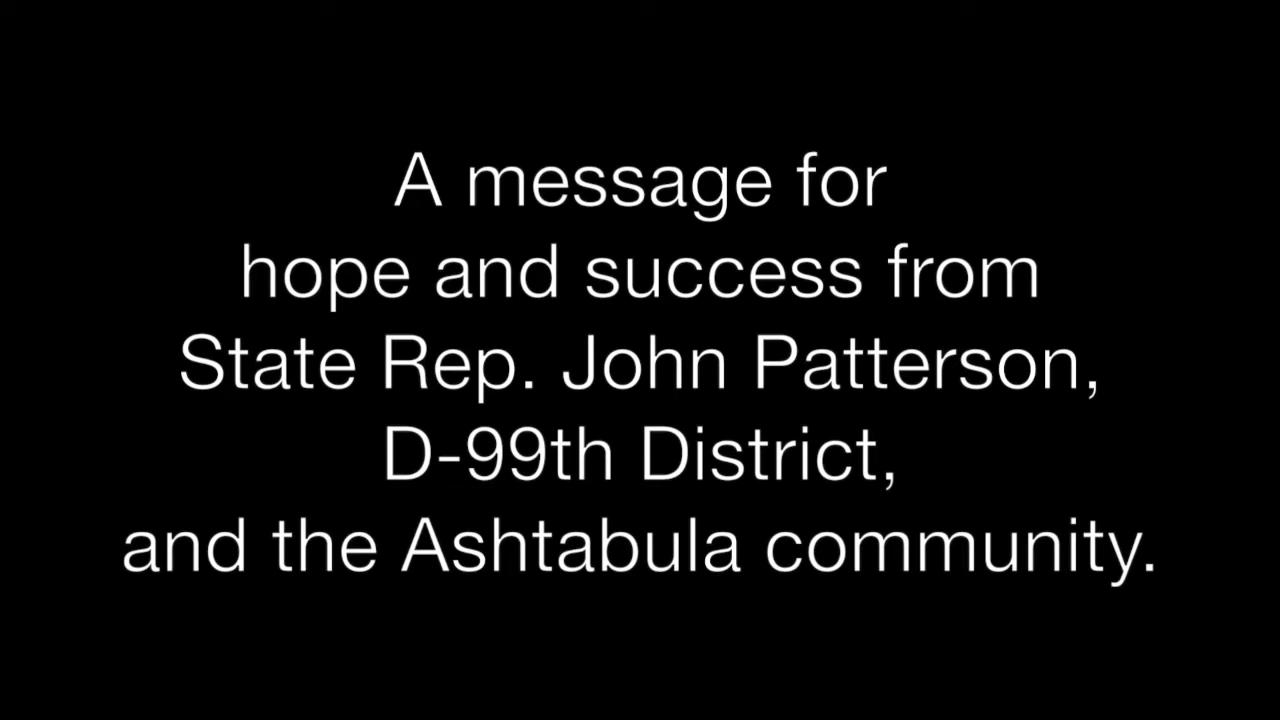 A message for
hope and success from
State Rep. John Patterson,
D-99th District,
and the Ashtabula community.